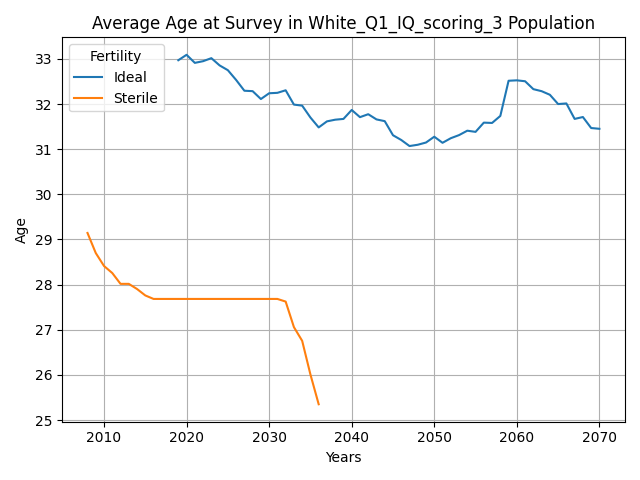 Average Age at Survey in White_Q1_IQ_scoring_3 Population
Fertility
Ideal
Sterile
Age
33
32
31
30
29
28
27
26
25
2010 2020 2030 2040 2050 2060 2070
Years